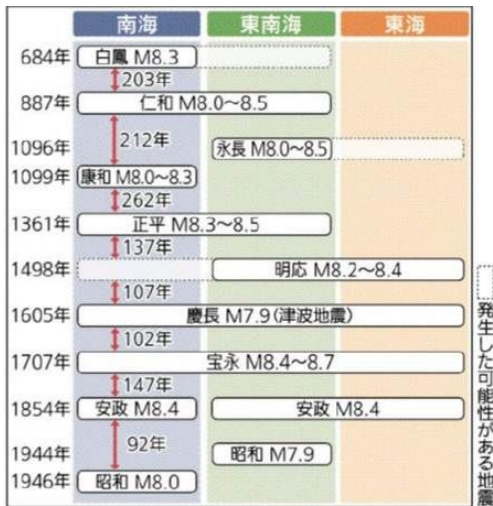 南海 東南海 東海
684年 白鳳 M8.3
203年
887年 仁和 M8.0〜8.5
212年
1096年 永長 M8.0〜8.5
1099年 康和 M8.0〜8.3
262年
1361年 正平 M8.3〜8.5
137年
1498年 明応 M8.2〜8.4
107年
1605年 慶長 M7.9(津波地震)
102年
1707年 宝永 M8.4〜8.7
147年
1854年 安政 M8.4 安政 M8.4
92年
1944年 昭和 M7.9
1946年 昭和 M8.0
発生した可能性がある地震